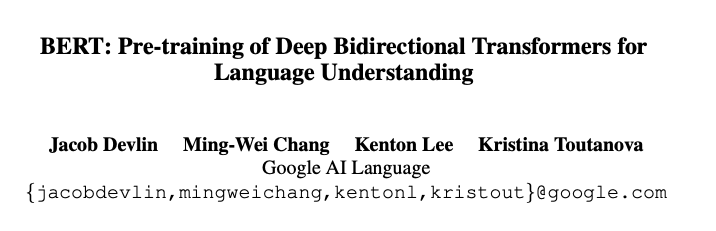 BERT: Pre-training of Deep Bidirectional Transformers for
Language Understanding
Jacob Devlin Ming-Wei Chang Kenton Lee Kristina Toutanova
Google AI Language
{jacobdevlin,mingweichang,kentonl,kristout}@google.com